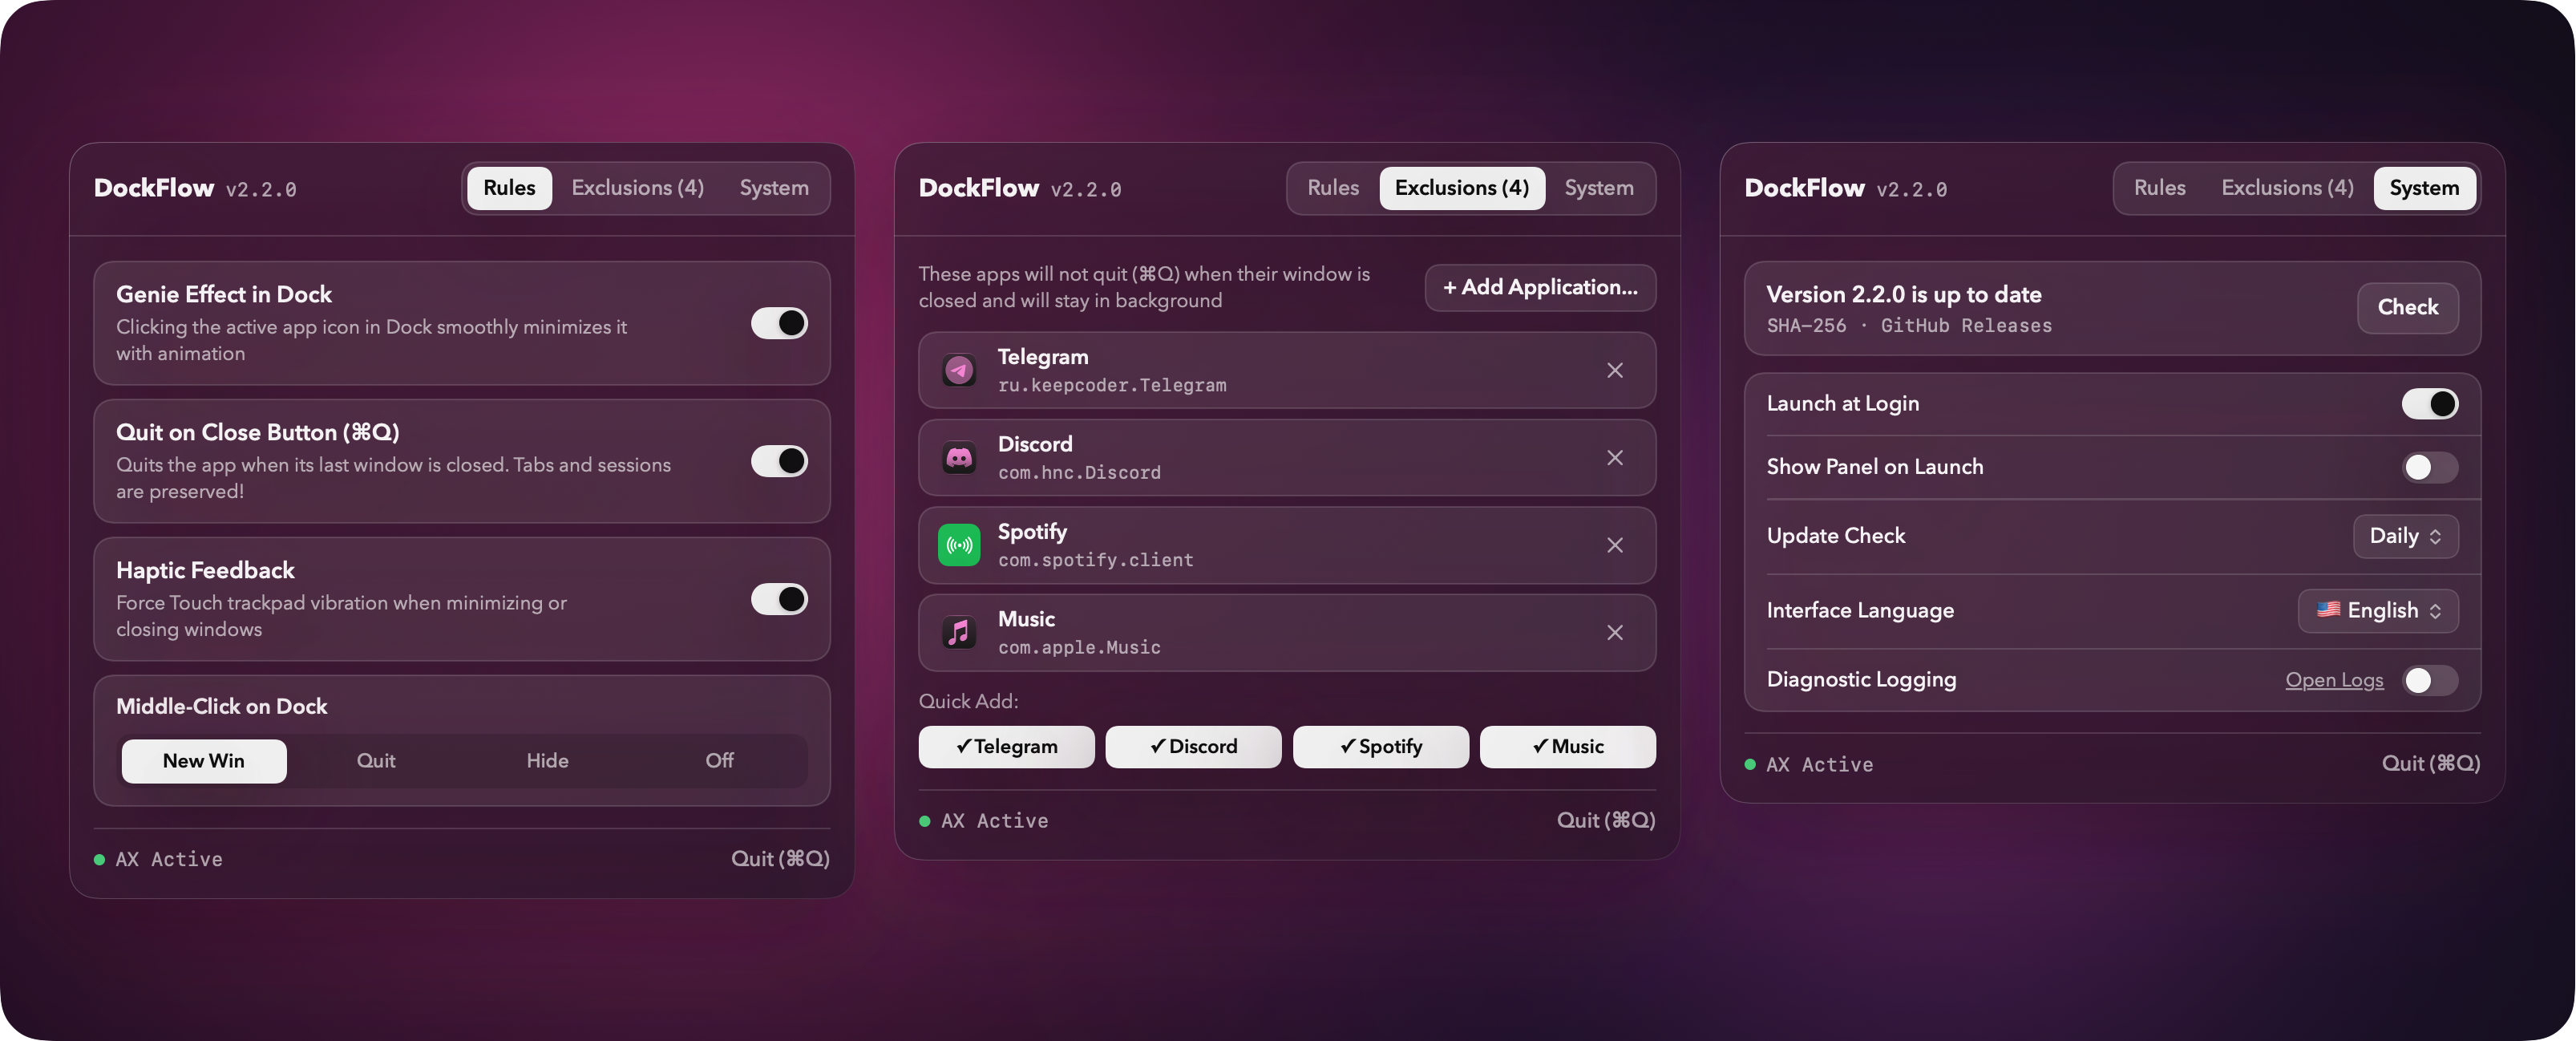 DockFlow v2.2.0
Rules Exclusions (4) System
Genie Effect in Dock
Clicking the active app icon in Dock smoothly minimizes it
with animation
Quit on Close Button (⌘Q)
Quits the app when its last window is closed. Tabs and sessions
are preserved!
Haptic Feedback
Force Touch trackpad vibration when minimizing or
closing windows
Middle-Click on Dock
New Win Quit Hide Off
AX Active Quit (⌘Q)
DockFlow v2.2.0
Rules Exclusions (4) System
These apps will not quit (⌘Q) when their window is
closed and will stay in background
+ Add Application...
Telegram
ru.keepcoder.Telegram
Discord
com.hnc.Discord
Spotify
com.spotify.client
Music
com.apple.Music
Quick Add:
✓Telegram ✓Discord ✓Spotify ✓Music
AX Active Quit (⌘Q)
DockFlow v2.2.0
Rules Exclusions (4) System
Version 2.2.0 is up to date
SHA–256 · GitHub Releases
Check
Launch at Login
Show Panel on Launch
Update Check Daily
Interface Language 🇺🇸 English
Diagnostic Logging Open Logs
AX Active Quit (⌘Q)